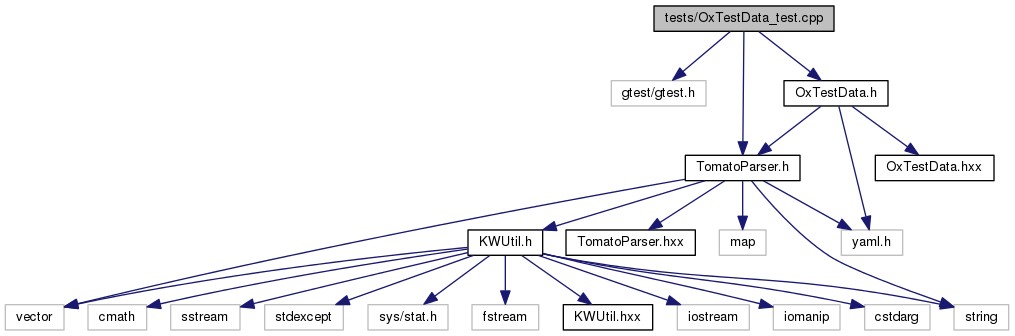 tests/OxTestData_test.cpp
gtest/gtest.h
OxTestData.h
TomatoParser.h
OxTestData.hxx
KWUtil.h
TomatoParser.hxx
map
yaml.h
vector
cmath
sstream
stdexcept
sys/stat.h
fstream
KWUtil.hxx
iostream
iomanip
cstdarg
string